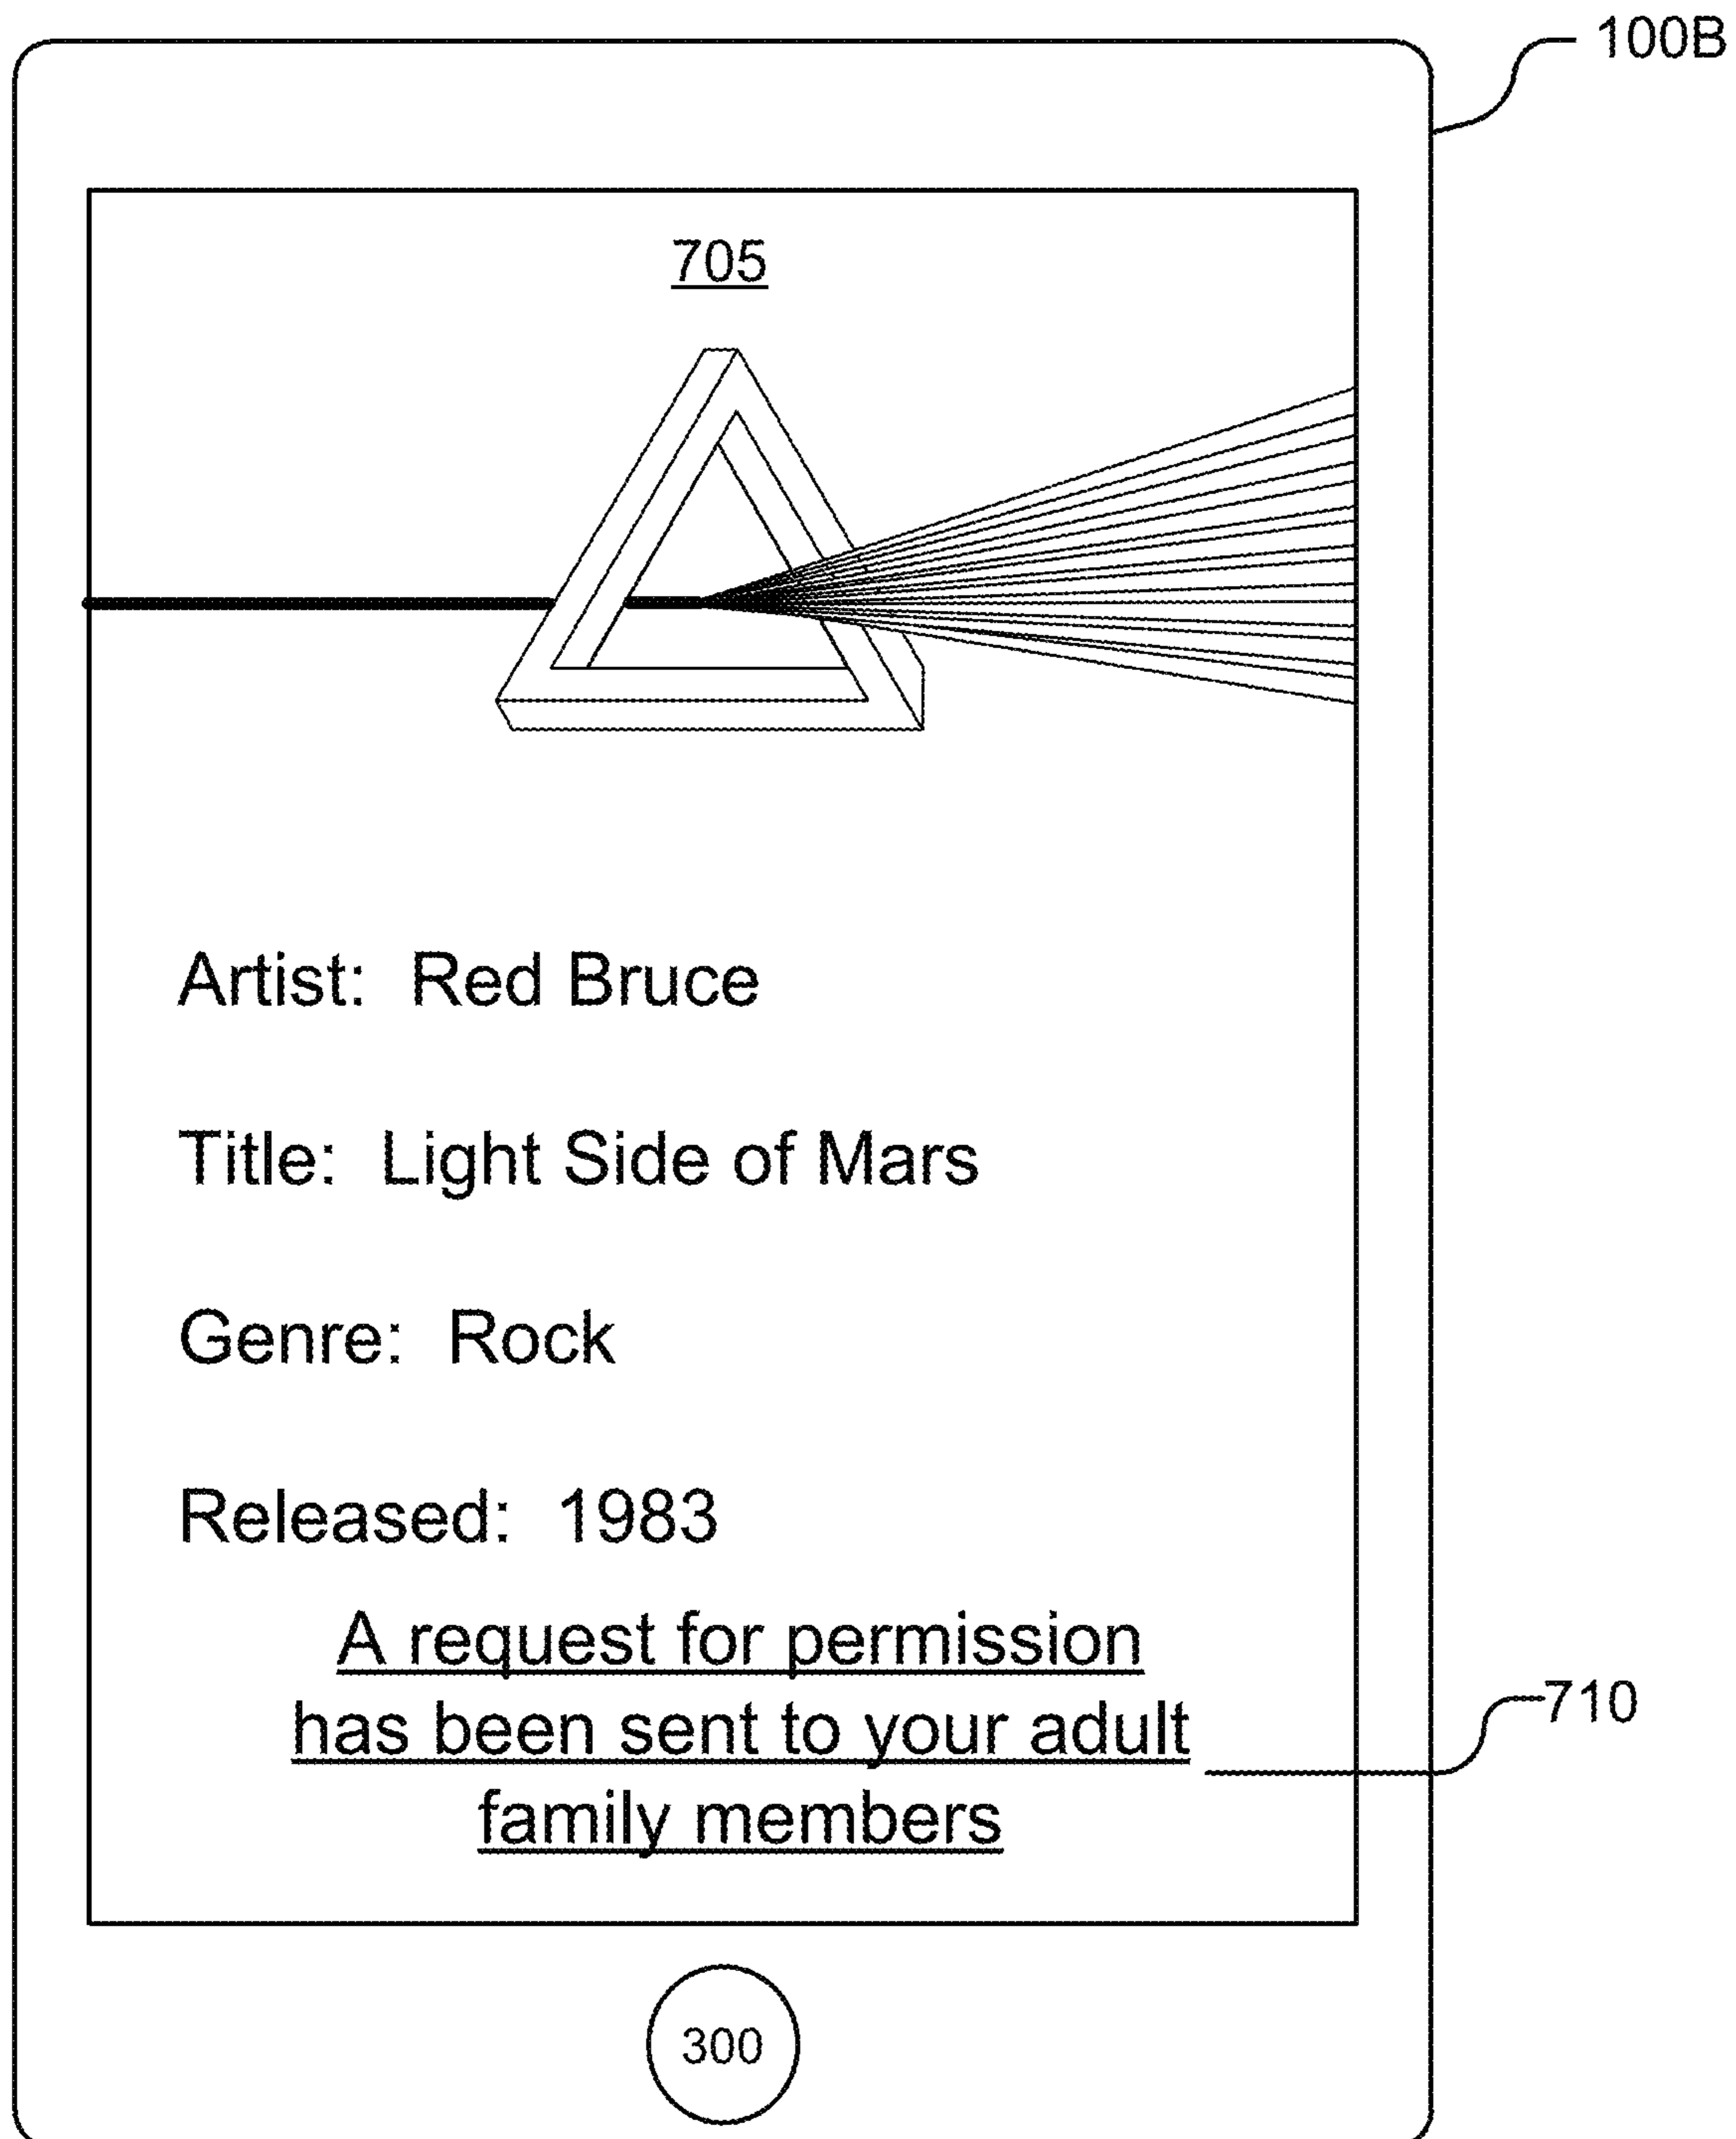 100B
705
Artist: Red Bruce
Title: Light Side of Mars
Genre: Rock
Released: 1983
A request for permission
has been sent to your adult
family members
710
300